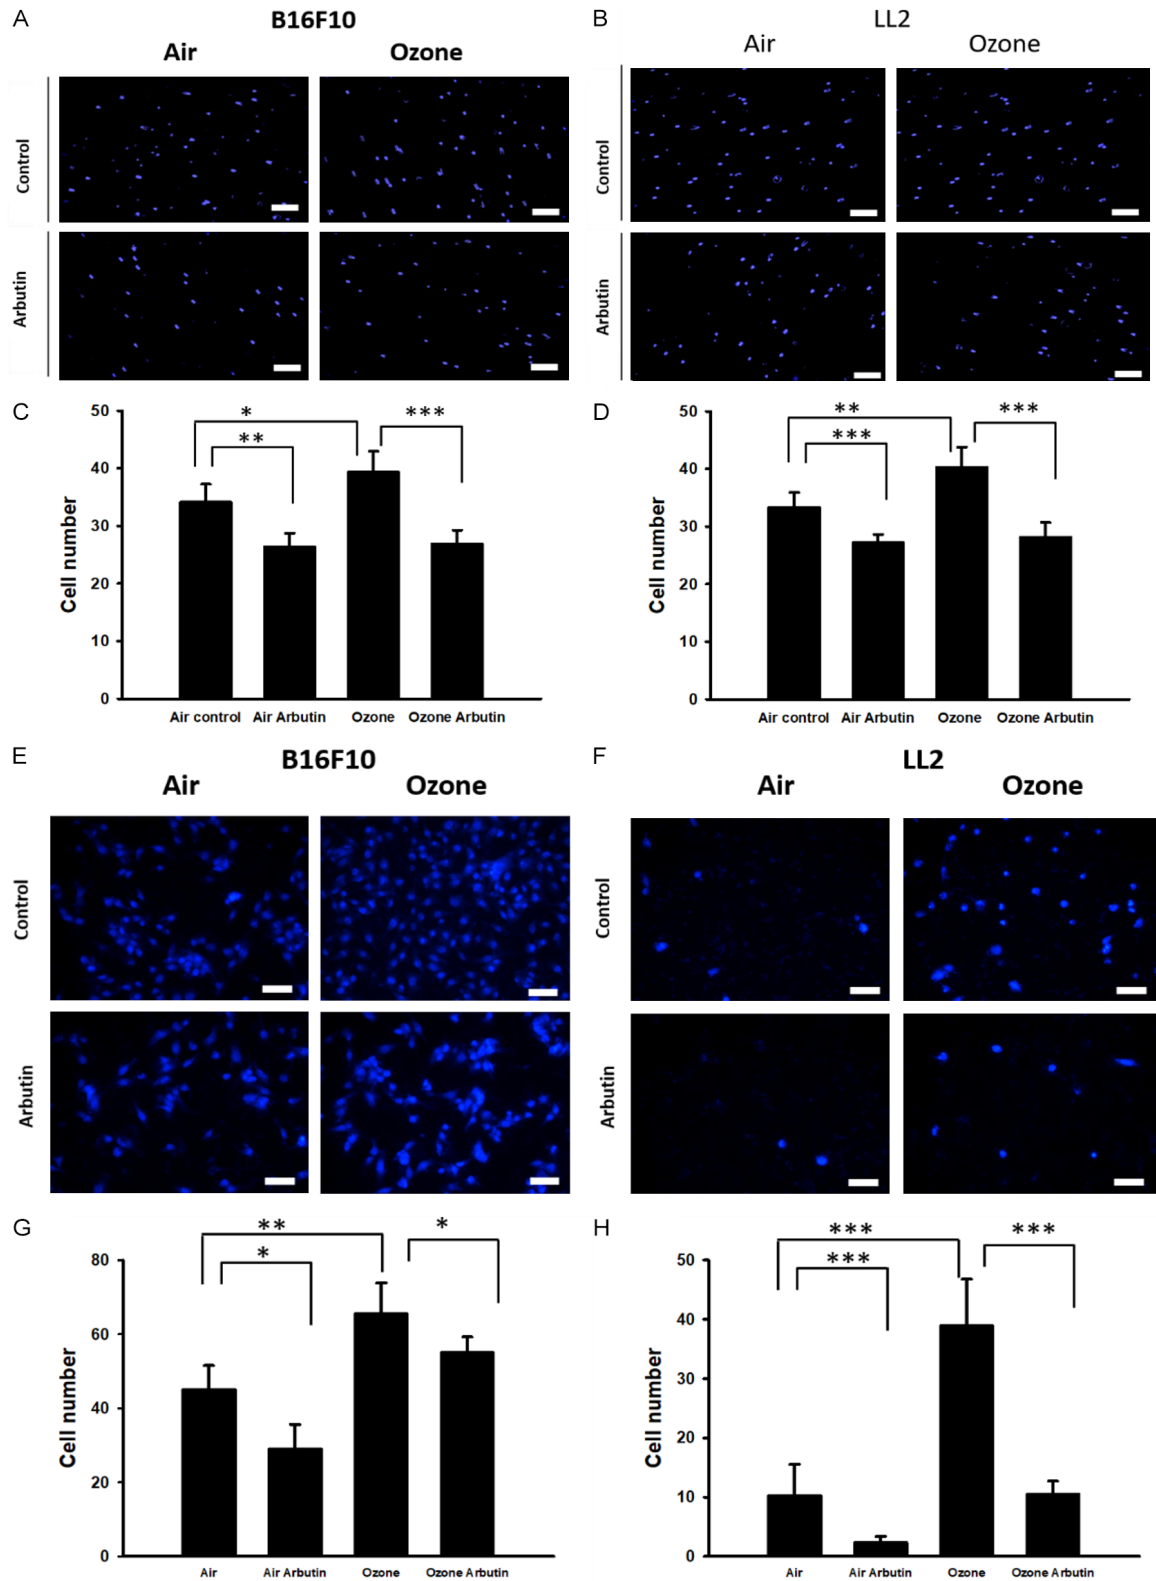 A
B16F10
B
LL2
Air
Ozone
Air
Ozone
Control
Control
Arbutin
Arbutin
C
50
40
30
20
10
0
Cell number
*
**
***
Air control
Air Arbutin
Ozone
Ozone Arbutin
D
50
40
30
20
10
0
Cell number
**
***
***
Air control
Air Arbutin
Ozone
Ozone Arbutin
E
B16F10
Air
Ozone
Control
Arbutin
F
LL2
Air
Ozone
Control
Arbutin
G
80
60
40
20
0
Cell number
**
*
*
Air
Air Arbutin
Ozone
Ozone Arbutin
H
50
40
30
20
10
0
Cell number
***
***
***
Air
Air Arbutin
Ozone
Ozone Arbutin